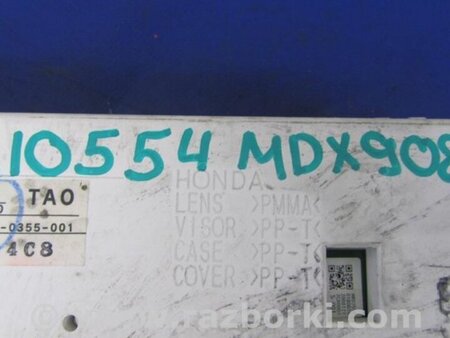 10554 MDX908
HONDA
LENS >PMMA<
VISOR >PP-T<
CASE >PP-T<
COVER >PP-T<
TAO
-0355-001
4C8
razborki.com